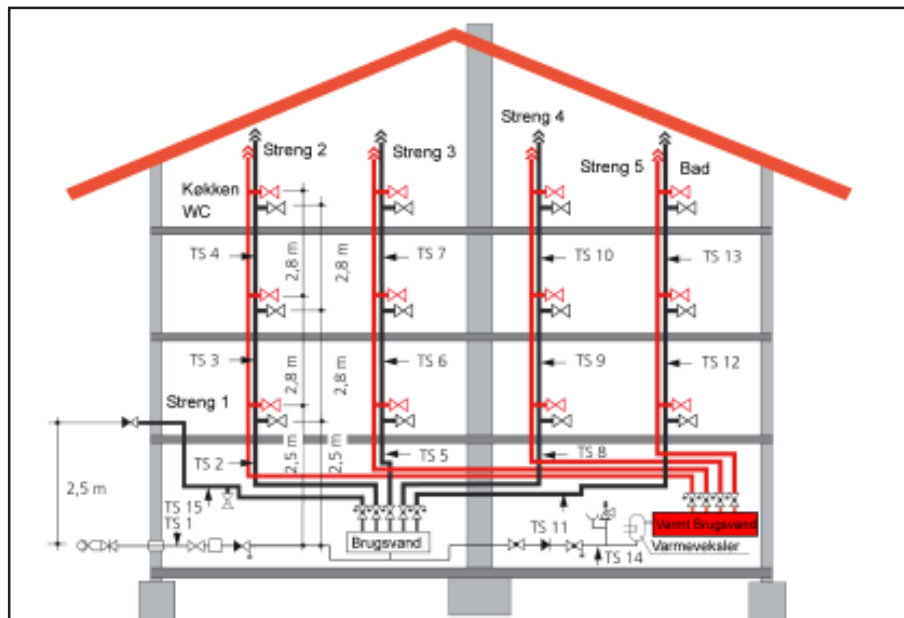 Streng 4
Streng 2
Streng 3
Streng 5
Bad
Køkken
WC
TS 4
2,8 m
2,8 m
TS 7
TS 10
TS 13
TS 3
2,8 m
2,8 m
TS 6
TS 9
TS 12
Streng 1
TS 2
2,5 m
2,5 m
TS 5
TS 8
2,5 m
TS 15
TS 1
Brugsvand
TS 11
TS 14
Varmt Brugsvand
Varmeveksler